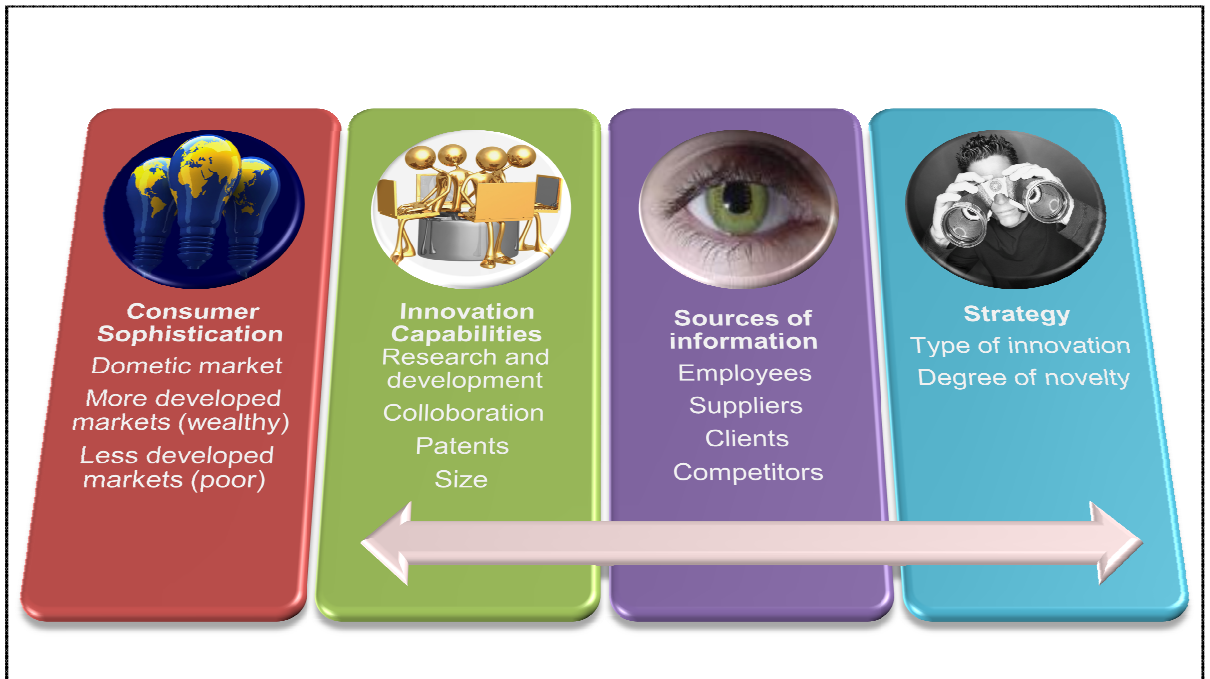 Consumer
Sophistication
Dometic market
More developed
markets (wealthy)
Less developed
markets (poor)
Innovation
Capabilities
Research and
development
Colloboration
Patents
Size
Sources of
information
Employees
Suppliers
Clients
Competitors
Strategy
Type of innovation
Degree of novelty